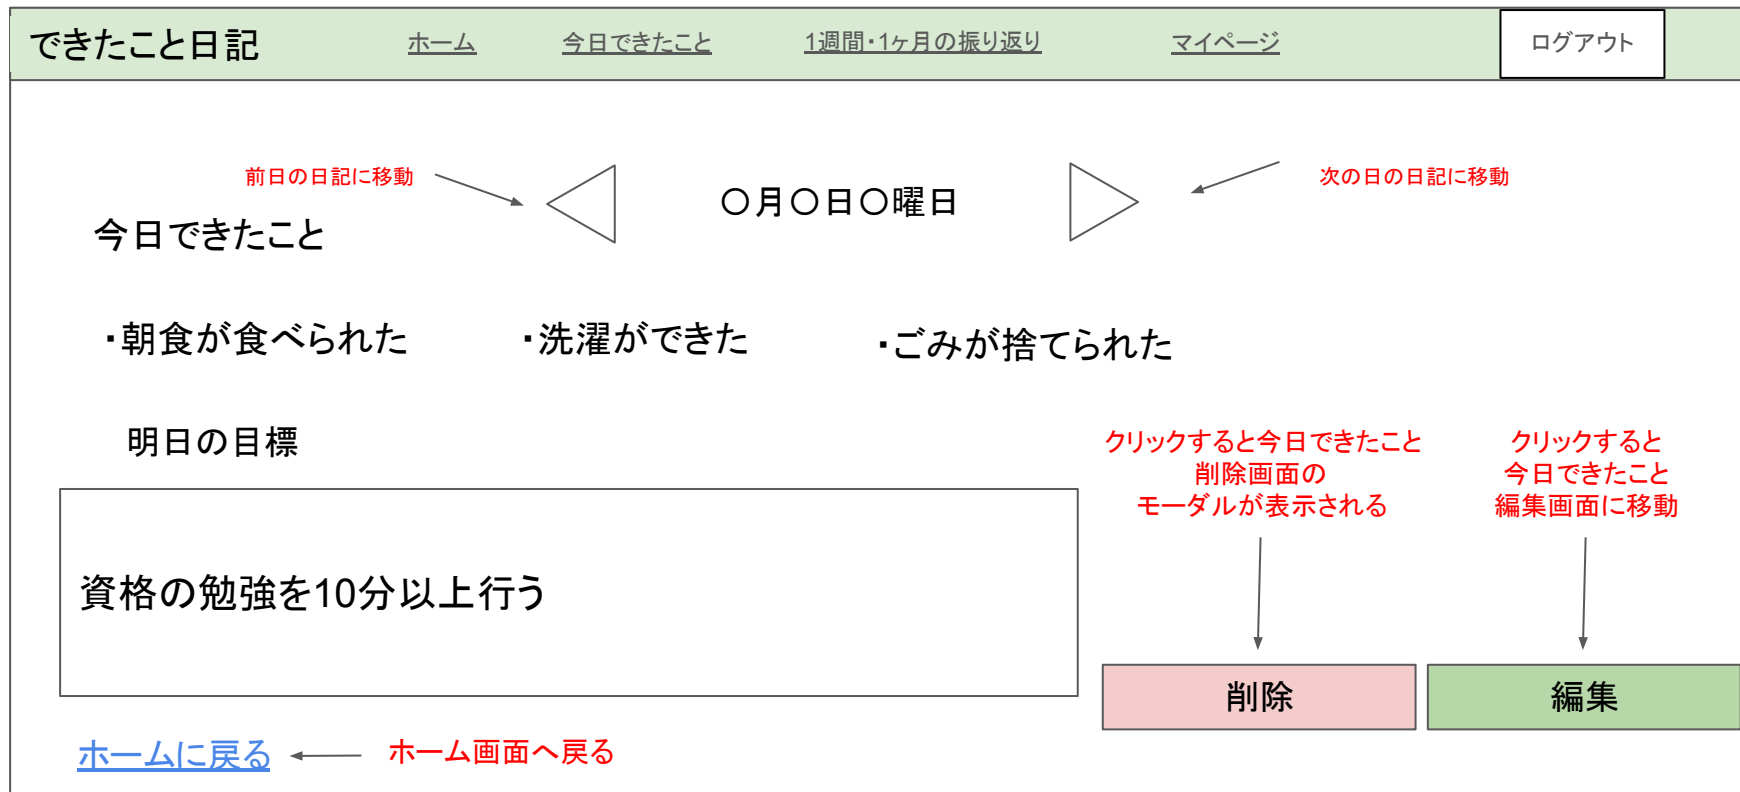 できたこと日記 ホーム 今日できたこと 1週間・1ヶ月の振り返り マイページ ログアウト
前日の日記に移動 〇月〇日〇曜日 次の日の日記に移動
今日できたこと
・朝食が食べられた ・洗濯ができた ・ごみが捨てられた
明日の目標
クリックすると今日できたこと
削除画面の
モーダルが表示される
クリックすると
今日できたこと
編集画面に移動
資格の勉強を10分以上行う
削除 編集
ホームに戻る ホーム画面へ戻る